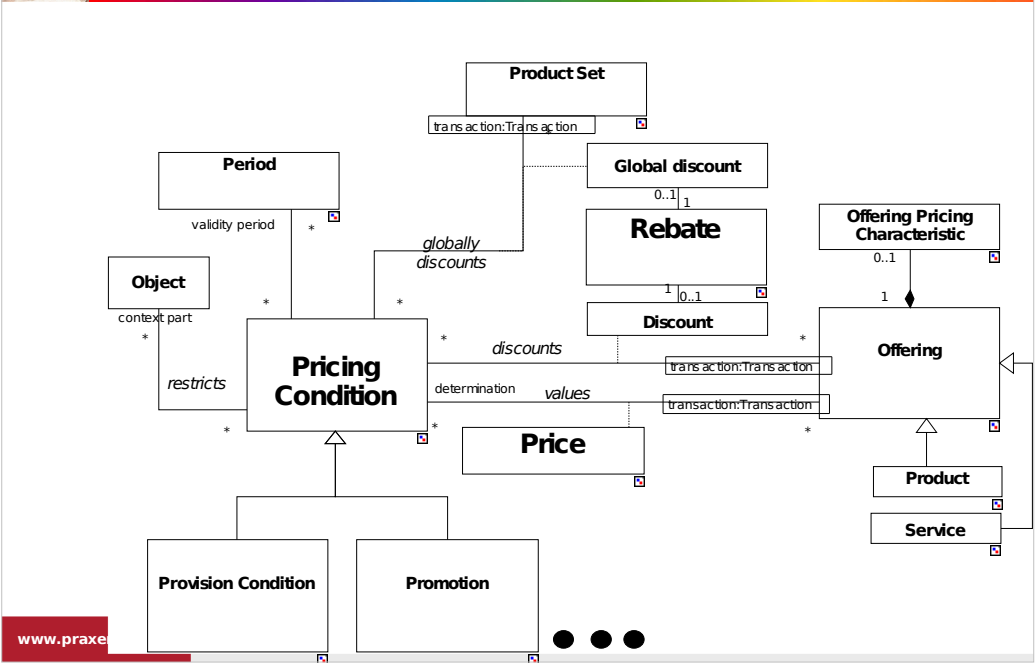 Product Set
transaction:Transaction
*
Global discount
Period
0..1
1
validity period
*
Rebate
Offering Pricing
Characteristic
globally
discounts
0..1
Object
1
0..1
1
*
*
context part
*
Discount
*
*
discounts
Offering
Pricing
Condition
transaction:Transaction
restricts
determination
values
transaction:Transaction
*
*
*
Price
Product
Service
Provision Condition
Promotion
www.praxe